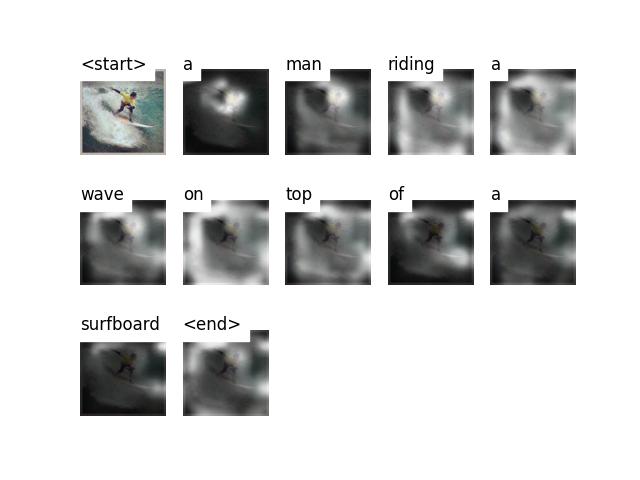 <start> a man riding a
wave on top of a
surfboard <end>